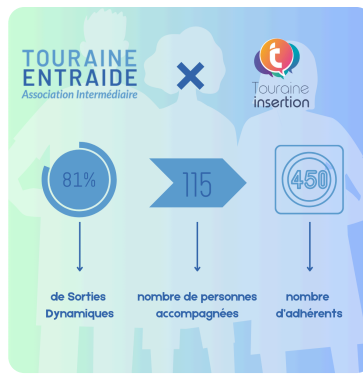 TOURAINE
ENTRAIDE
Association Intermédiaire
t
Touraine
insertion
81%
115
450
de Sorties
Dynamiques
nombre de personnes
accompagnées
nombre
d'adhérents